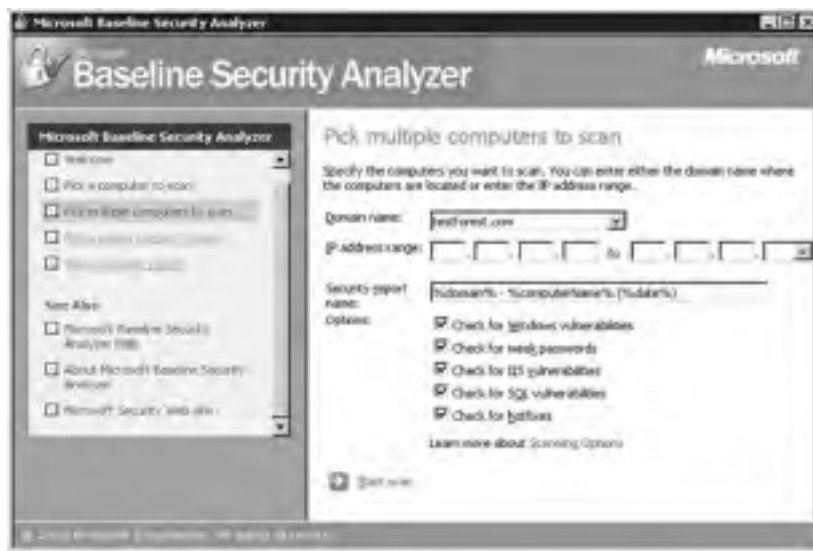 Microsoft Baseline Security Analyzer
Microsoft
Baseline Security Analyzer
Microsoft
Microsoft Baseline Security Analyzer
Welcome
Pick a computer to scan
Pick multiple computers to scan
See Also
Microsoft Baseline Security
Analyzer Help
About Microsoft Baseline Security
Analyzer
Microsoft Security Web site
Pick multiple computers to scan
Specify the computers you want to scan. You can enter either the domain name where
the computers are located or enter the IP address range.
Domain name:
testforest.com
IP address range:
to
Security report
name:
%domain% - %computerName% (%date%)
Options:
Check for Windows vulnerabilities
Check for weak passwords
Check for IIS vulnerabilities
Check for SQL vulnerabilities
Check for hotfixes
Learn more about Scanning Options
Start scan